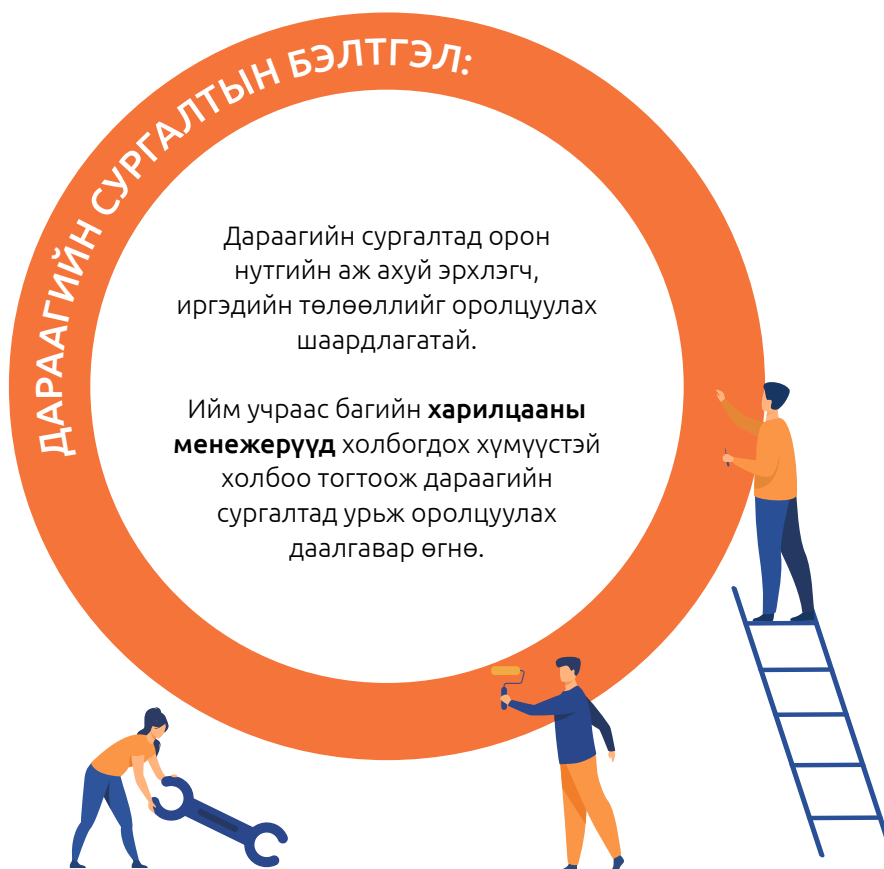 ДАРААГИЙН СУРГАЛТЫН БЭЛТГЭЛ:
Дараагийн сургалтад орон
нутгийн аж ахуй эрхлэгч,
иргэдийн төлөөллийг оролцуулах
шаардлагатай.
Ийм учраас багийн харилцааны
менежерүүд холбогдох хүмүүстэй
холбоо тогтоож дараагийн
сургалтад урьж оролцуулах
даалгавар өгнө.